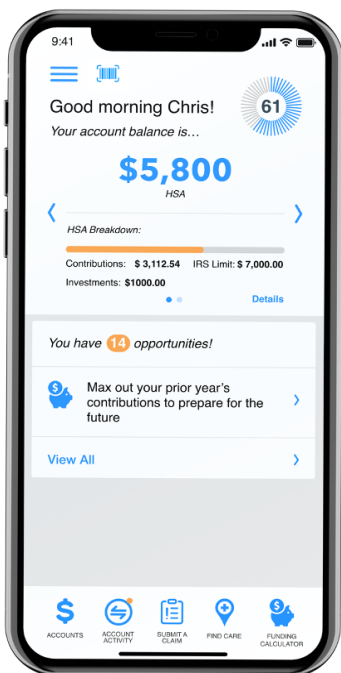 9:41
Good morning Chris!
61
Your account balance is...
$5,800
HSA
HSA Breakdown:
Contributions: $ 3,112.54 IRS Limit: $ 7,000.00
Investments: $1000.00
Details
You have 14 opportunities!
Max out your prior year's
contributions to prepare for the
future
View All
ACCOUNTS
ACCOUNT
ACTIVITY
SUBMIT A
CLAIM
FIND CARE
FUNDING
CALCULATOR